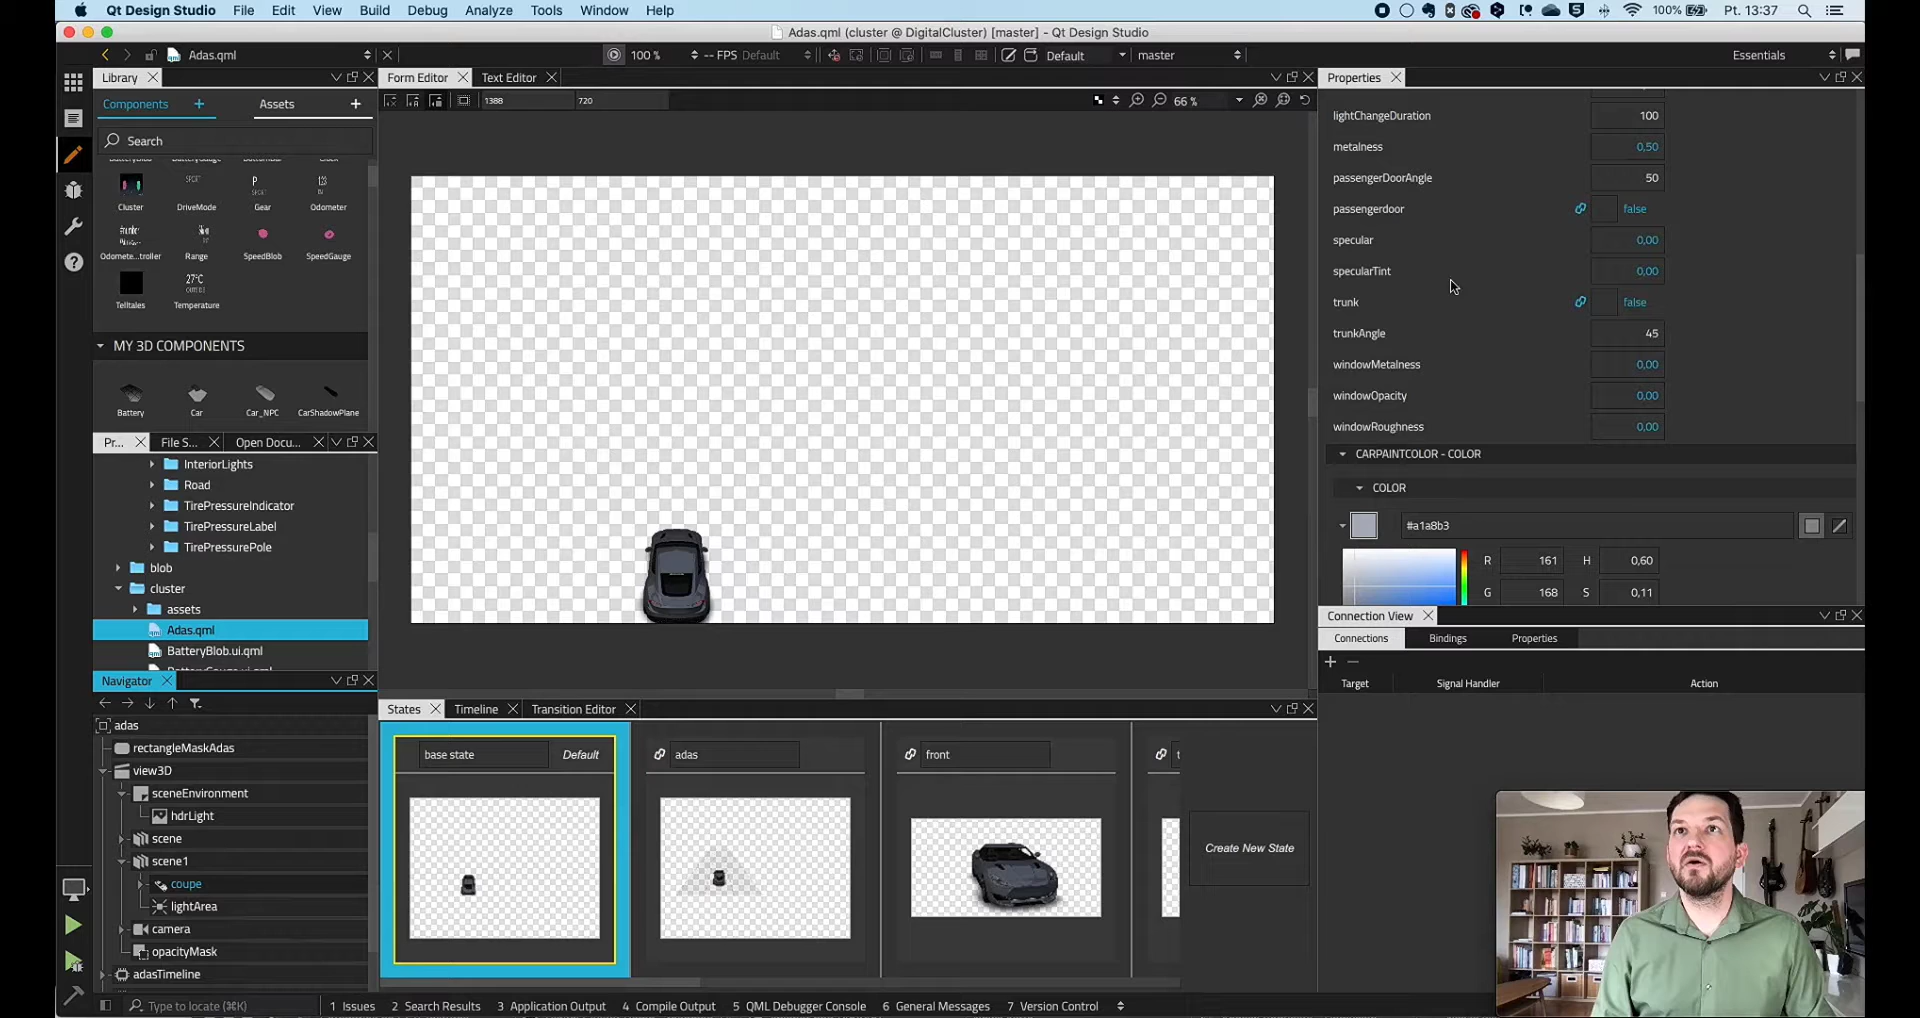 Qt Design Studio File Edit View Build Debug Analyze Tools Window Help 100% Pt. 13:37
Adas.qml (cluster @ DigitalCluster) [master] - Qt Design Studio
Adas.qml 100 % -- FPS Default Default master Essentials
Library Form Editor Text Editor Properties
Components + Assets + 1388 720 66 %
Search
Cluster DriveMode Gear Odometer
Odomete...troller Range SpeedBlob SpeedGauge
27°C
Telltales Temperature
MY 3D COMPONENTS
Battery Car Car_NPC CarShadowPlane
Pr... File S... Open Docu...
InteriorLights
Road
TirePressureIndicator
TirePressureLabel
TirePressurePole
blob
cluster
assets
Adas.qml
BatteryBlob.ui.qml
Navigator
adas
rectangleMaskAdas
view3D
sceneEnvironment
hdrLight
scene
scene1
coupe
lightArea
camera
opacityMask
adasTimeline
States Timeline Transition Editor
base state Default adas front
Create New State
lightChangeDuration 100
metalness 0,50
passengerDoorAngle 50
passengerdoor false
specular 0,00
specularTint 0,00
trunk false
trunkAngle 45
windowMetalness 0,00
windowOpacity 0,00
windowRoughness 0,00
CARPAINTCOLOR - COLOR
COLOR
#a1a8b3
R 161 H 0,60
G 168 S 0,11
Connection View
Connections Bindings Properties
+ −
Target Signal Handler Action
Type to locate (⌘K) 1 Issues 2 Search Results 3 Application Output 4 Compile Output 5 QML Debugger Console 6 General Messages 7 Version Control